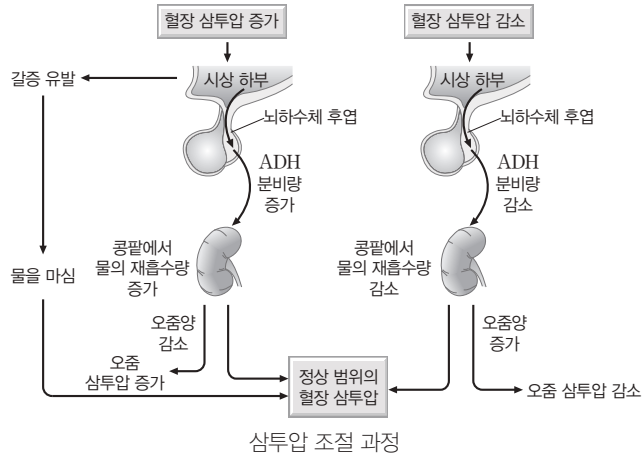 혈장 삼투압 증가
혈장 삼투압 감소
갈증 유발
시상 하부
뇌하수체 후엽
ADH
분비량
증가
시상 하부
뇌하수체 후엽
ADH
분비량
감소
물을 마심
콩팥에서
물의 재흡수량
증가
콩팥에서
물의 재흡수량
감소
오줌양
감소
오줌
삼투압 증가
정상 범위의
혈장 삼투압
오줌양
증가
오줌 삼투압 감소
삼투압 조절 과정